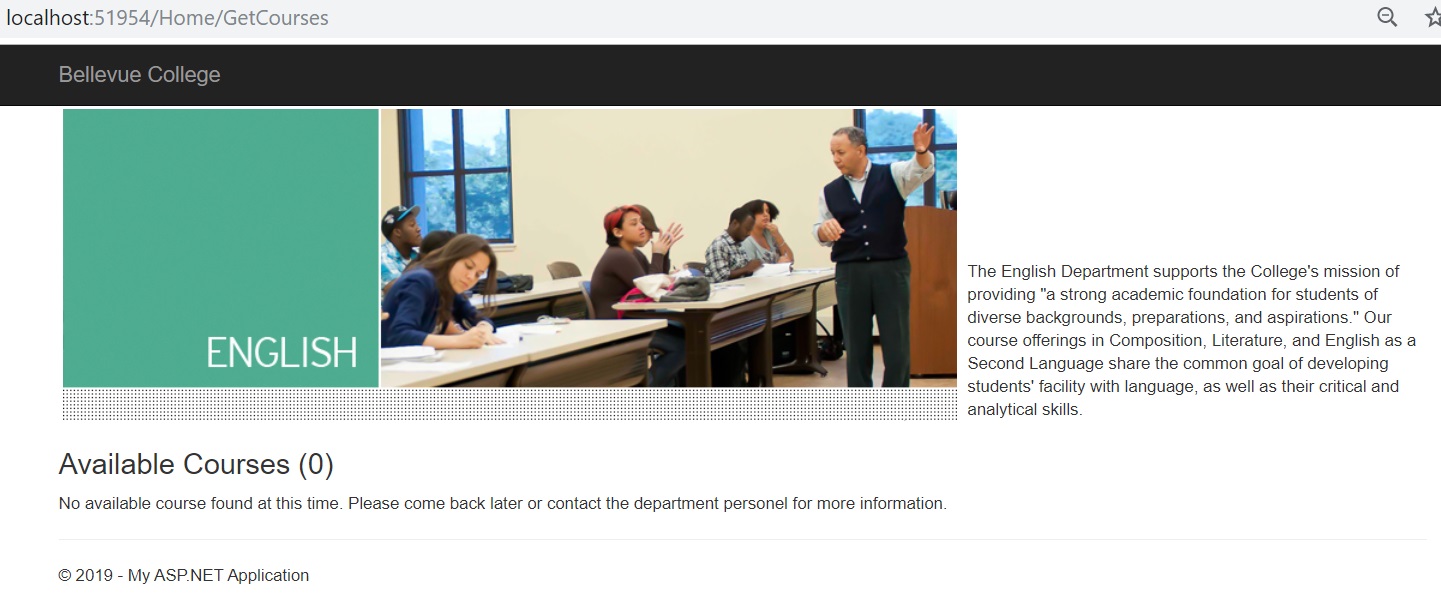 localhost:51954/Home/GetCourses
Bellevue College
ENGLISH
The English Department supports the College's mission of
providing "a strong academic foundation for students of
diverse backgrounds, preparations, and aspirations." Our
course offerings in Composition, Literature, and English as a
Second Language share the common goal of developing
students' facility with language, as well as their critical and
analytical skills.
Available Courses (0)
No available course found at this time. Please come back later or contact the department personel for more information.
© 2019 - My ASP.NET Application